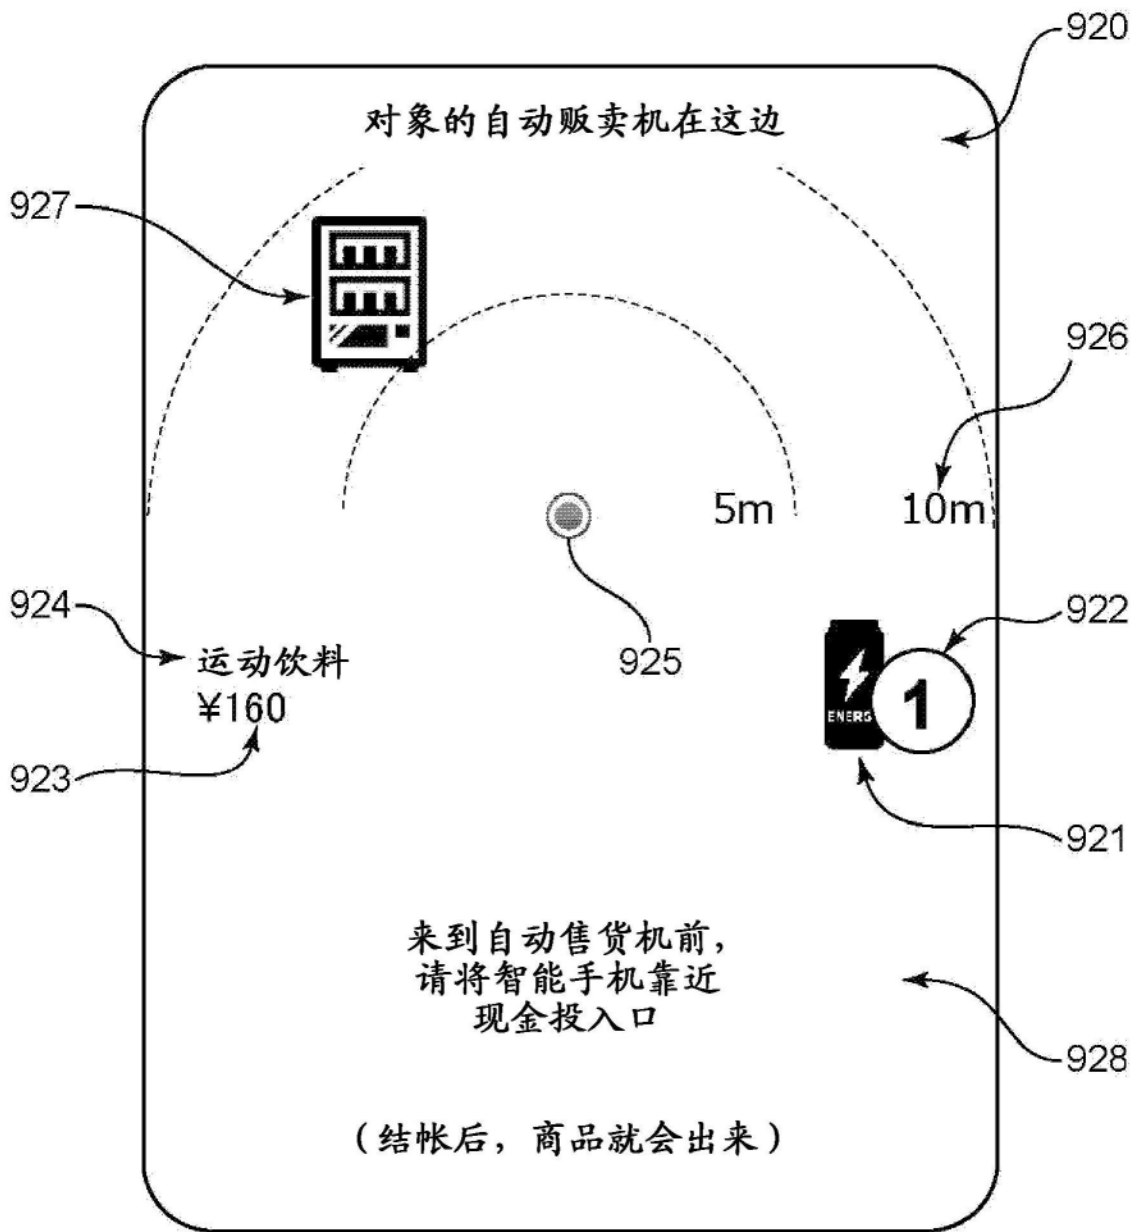 920
对象的自动贩卖机在这边
927
926
5m
10m
924
922
925
运动饮料
¥160
ENERG
1
923
921
来到自动售货机前，
请将智能手机靠近
现金投入口
928
（结帐后，商品就会出来）